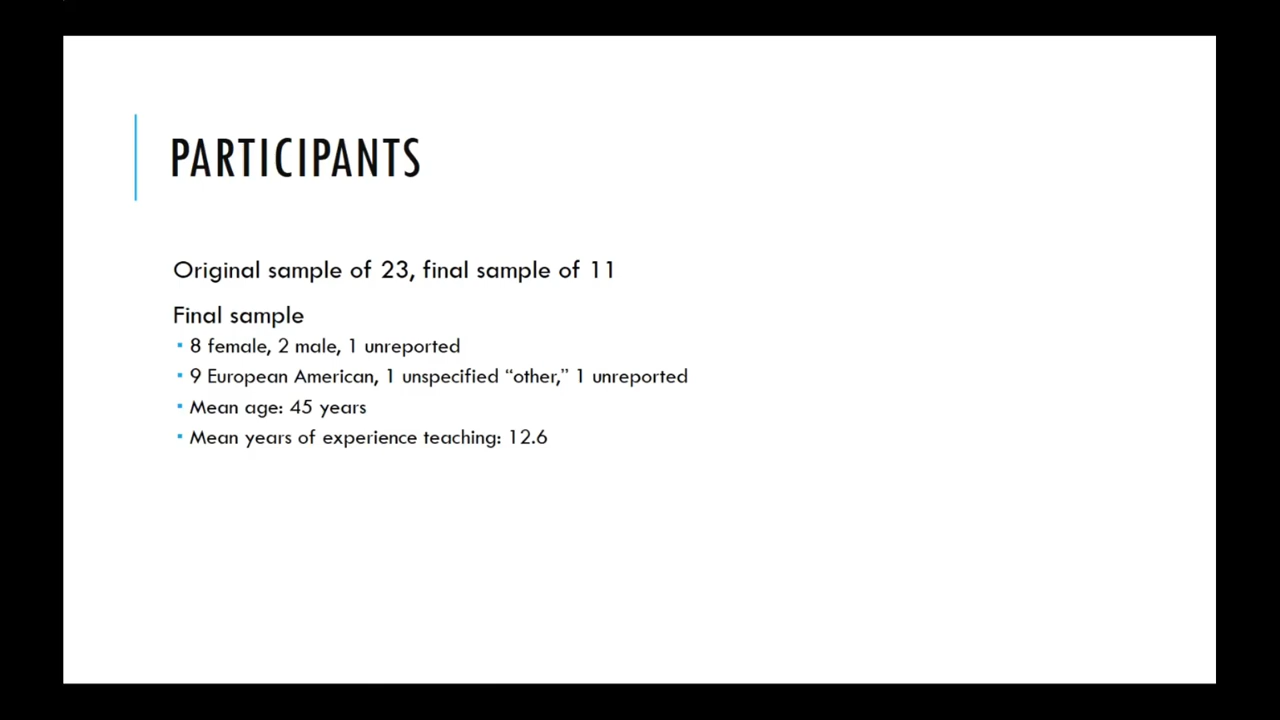 PARTICIPANTS
Original sample of 23, final sample of 11
Final sample
▪ 8 female, 2 male, 1 unreported
▪ 9 European American, 1 unspecified “other,” 1 unreported
▪ Mean age: 45 years
▪ Mean years of experience teaching: 12.6